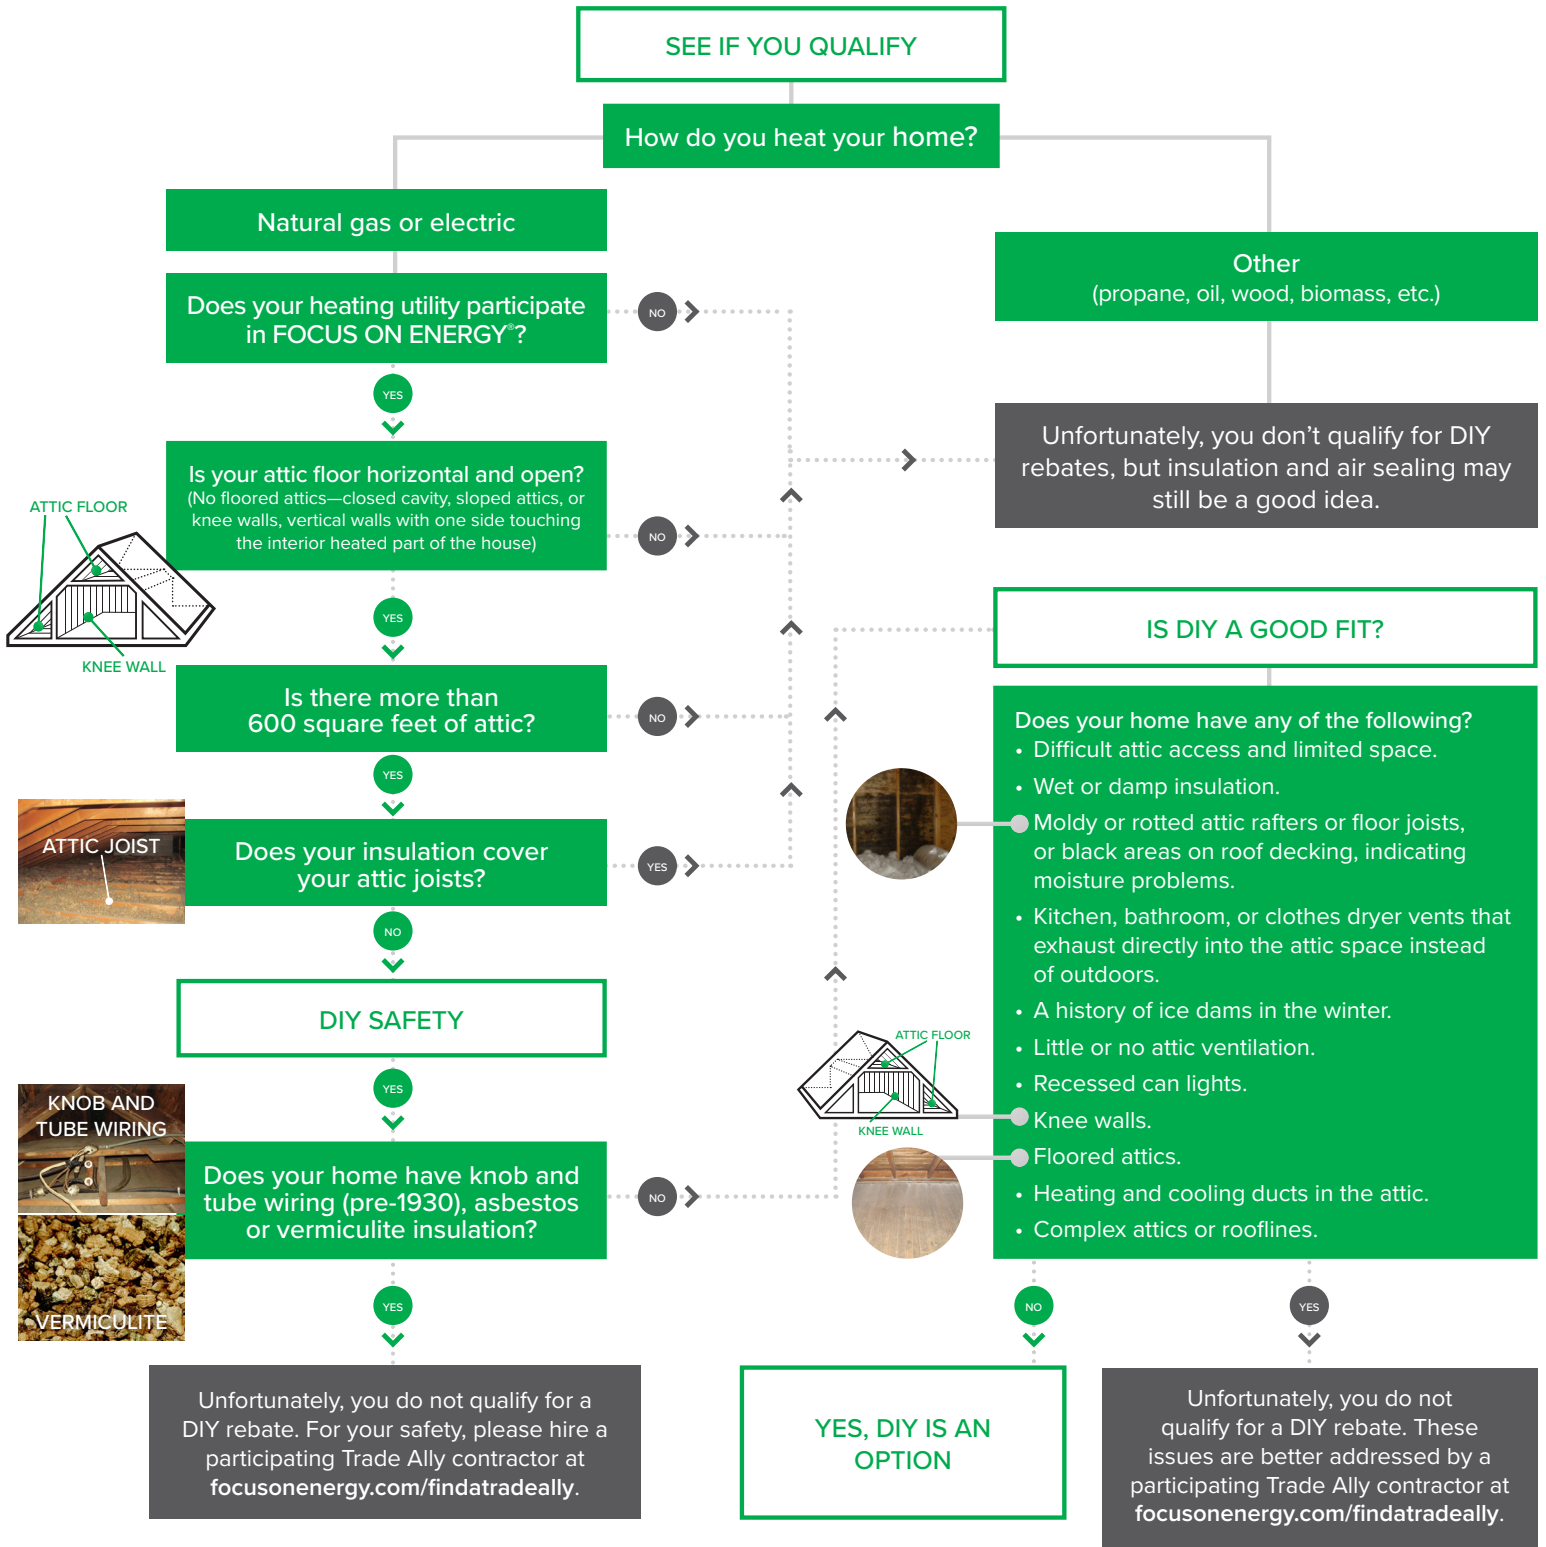 SEE IF YOU QUALIFY
How do you heat your home?
Natural gas or electric
Other
(propane, oil, wood, biomass, etc.)
Does your heating utility participate
in FOCUS ON ENERGY®?
NO
YES
Unfortunately, you don’t qualify for DIY
rebates, but insulation and air sealing may
still be a good idea.
Is your attic floor horizontal and open?
(No floored attics—closed cavity, sloped attics, or
knee walls, vertical walls with one side touching
the interior heated part of the house)
ATTIC FLOOR
KNEE WALL
NO
YES
Is there more than
600 square feet of attic?
NO
YES
ATTIC JOIST
Does your insulation cover
your attic joists?
YES
NO
DIY SAFETY
YES
KNOB AND
TUBE WIRING
VERMICULITE
Does your home have knob and
tube wiring (pre-1930), asbestos
or vermiculite insulation?
NO
YES
Unfortunately, you do not qualify for a
DIY rebate. For your safety, please hire a
participating Trade Ally contractor at
focusonenergy.com/findatradeally.
IS DIY A GOOD FIT?
Does your home have any of the following?
• Difficult attic access and limited space.
• Wet or damp insulation.
Moldy or rotted attic rafters or floor joists,
or black areas on roof decking, indicating
moisture problems.
• Kitchen, bathroom, or clothes dryer vents that
exhaust directly into the attic space instead
of outdoors.
• A history of ice dams in the winter.
• Little or no attic ventilation.
• Recessed can lights.
Knee walls.
Floored attics.
• Heating and cooling ducts in the attic.
• Complex attics or rooflines.
ATTIC FLOOR
KNEE WALL
NO
YES
YES, DIY IS AN
OPTION
Unfortunately, you do not
qualify for a DIY rebate. These
issues are better addressed by a
participating Trade Ally contractor at
focusonenergy.com/findatradeally.